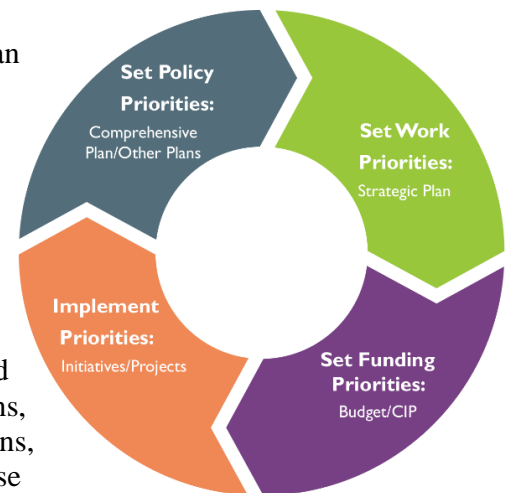 an
Set Policy
Priorities:
Comprehensive
Plan/Other Plans
Set Work
Priorities:
Strategic Plan
Implement
Priorities:
Initiatives/Projects
Set Funding
Priorities:
Budget/CIP
d
ns,
ns,
se